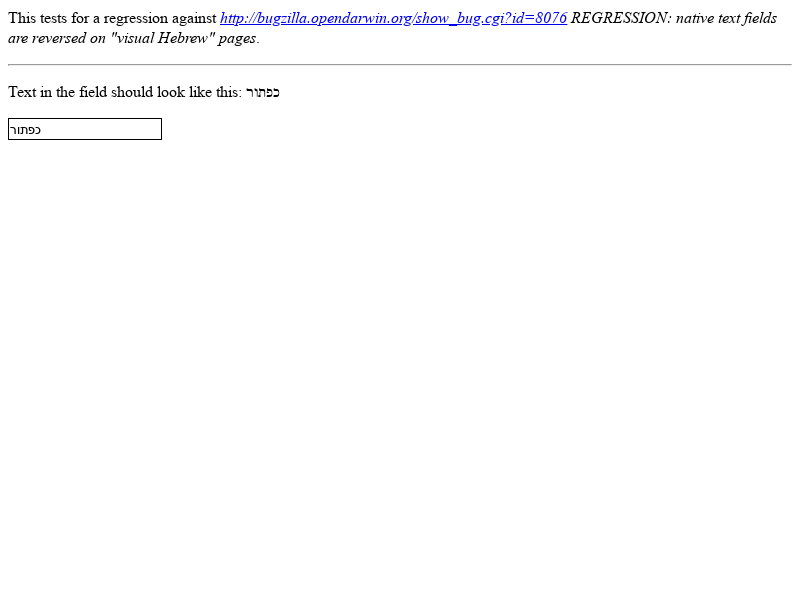 This tests for a regression against http://bugzilla.opendarwin.org/show_bug.cgi?id=8076 REGRESSION: native text fields
are reversed on "visual Hebrew" pages.
Text in the field should look like this: כפתור
כפתור